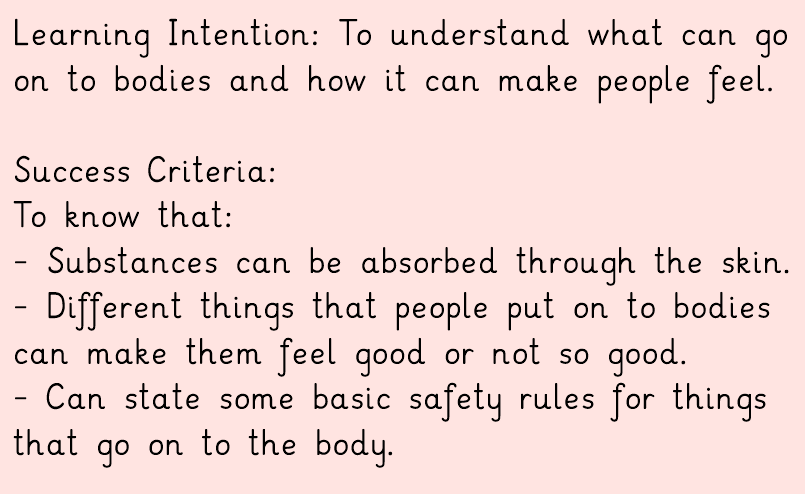 Learning Intention: To understand what can go
on to bodies and how it can make people feel.
Success Criteria:
To know that:
- Substances can be absorbed through the skin.
- Different things that people put on to bodies
can make them feel good or not so good.
- Can state some basic safety rules for things
that go on to the body.